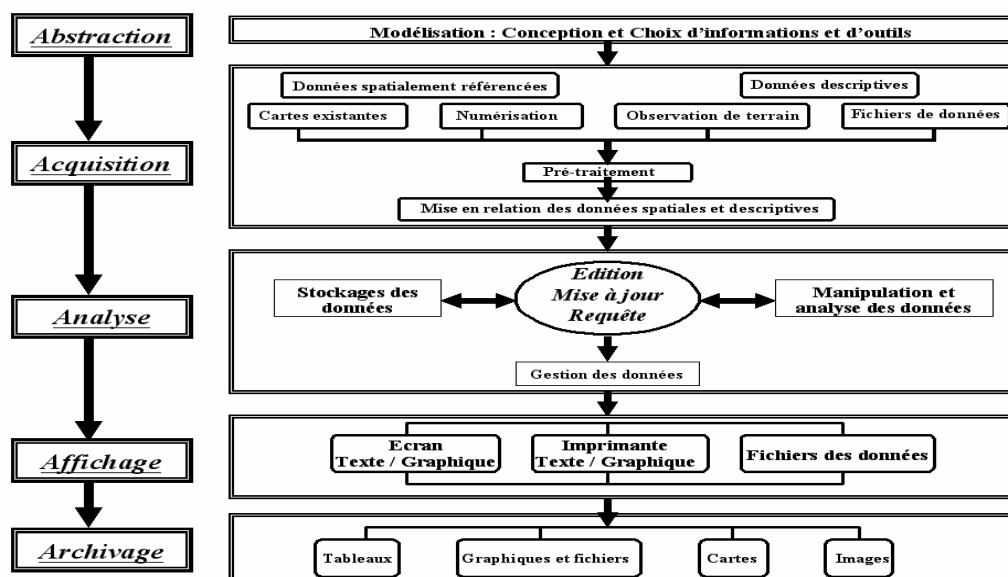 Abstraction
Modélisation : Conception et Choix d'informations et d'outils
Données spatialement référencées
Données descriptives
Cartes existantes
Numérisation
Observation de terrain
Fichiers de données
Acquisition
Pré-traitement
Mise en relation des données spatiales et descriptives
Analyse
Stockages des
données
Edition
Mise à jour
Requête
Manipulation et
analyse des données
Gestion des données
Affichage
Ecran
Texte / Graphique
Imprimante
Texte / Graphique
Fichiers des données
Archivage
Tableaux
Graphiques et fichiers
Cartes
Images